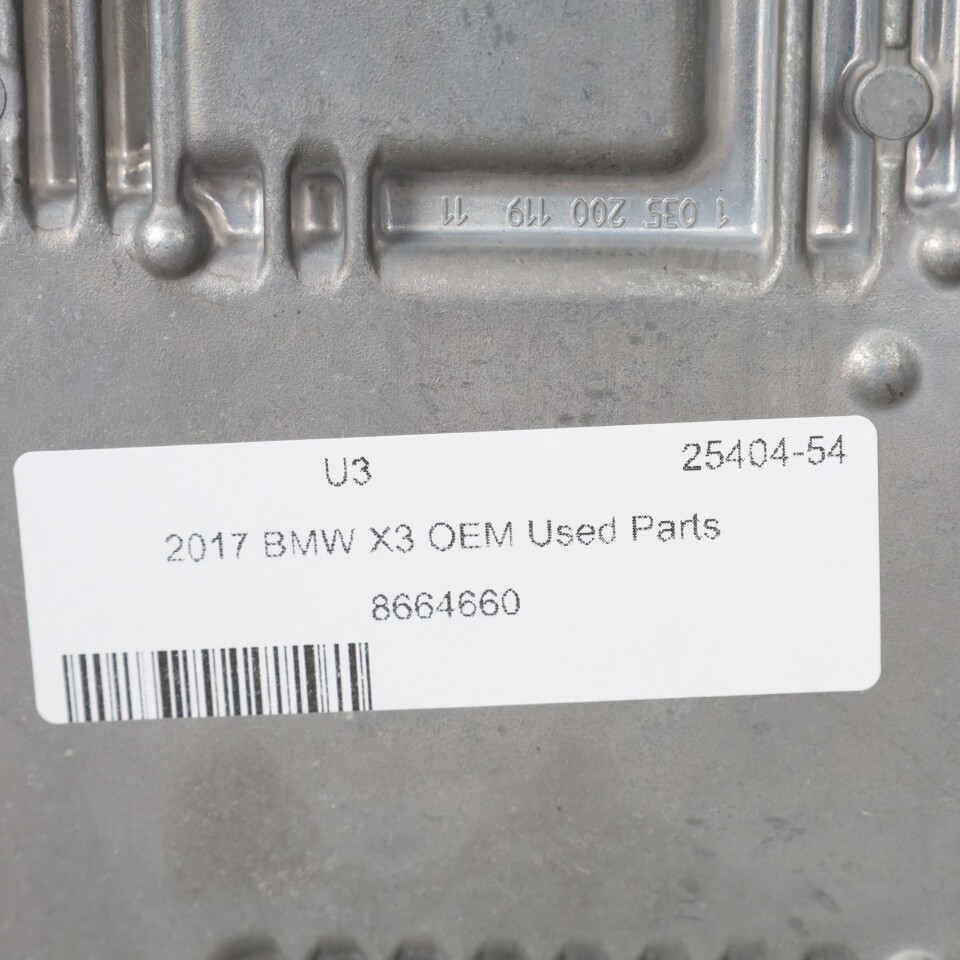 1 035 200 119 11
U3 25404-54
2017 BMW X3 OEM Used Parts
8664660